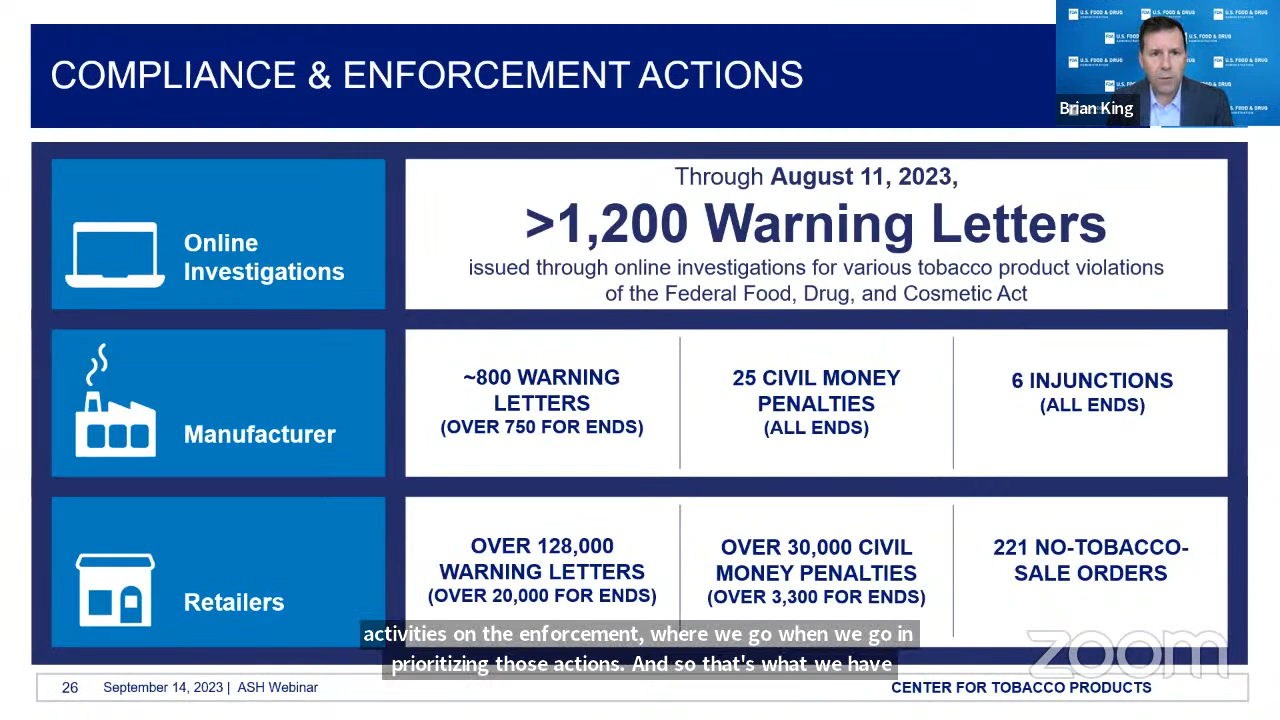 COMPLIANCE & ENFORCEMENT ACTIONS
FDA U.S. FOOD & DRUG
ADMINISTRATION
Brian King
Online
Investigations
Through August 11, 2023,
>1,200 Warning Letters
issued through online investigations for various tobacco product violations
of the Federal Food, Drug, and Cosmetic Act
Manufacturer
~800 WARNING
LETTERS
(OVER 750 FOR ENDS)
25 CIVIL MONEY
PENALTIES
(ALL ENDS)
6 INJUNCTIONS
(ALL ENDS)
Retailers
OVER 128,000
WARNING LETTERS
(OVER 20,000 FOR ENDS)
OVER 30,000 CIVIL
MONEY PENALTIES
(OVER 3,300 FOR ENDS)
221 NO-TOBACCO-
SALE ORDERS
activities on the enforcement, where we go when we go in
prioritizing those actions. And so that's what we have
zoom
26 September 14, 2023 | ASH Webinar
CENTER FOR TOBACCO PRODUCTS